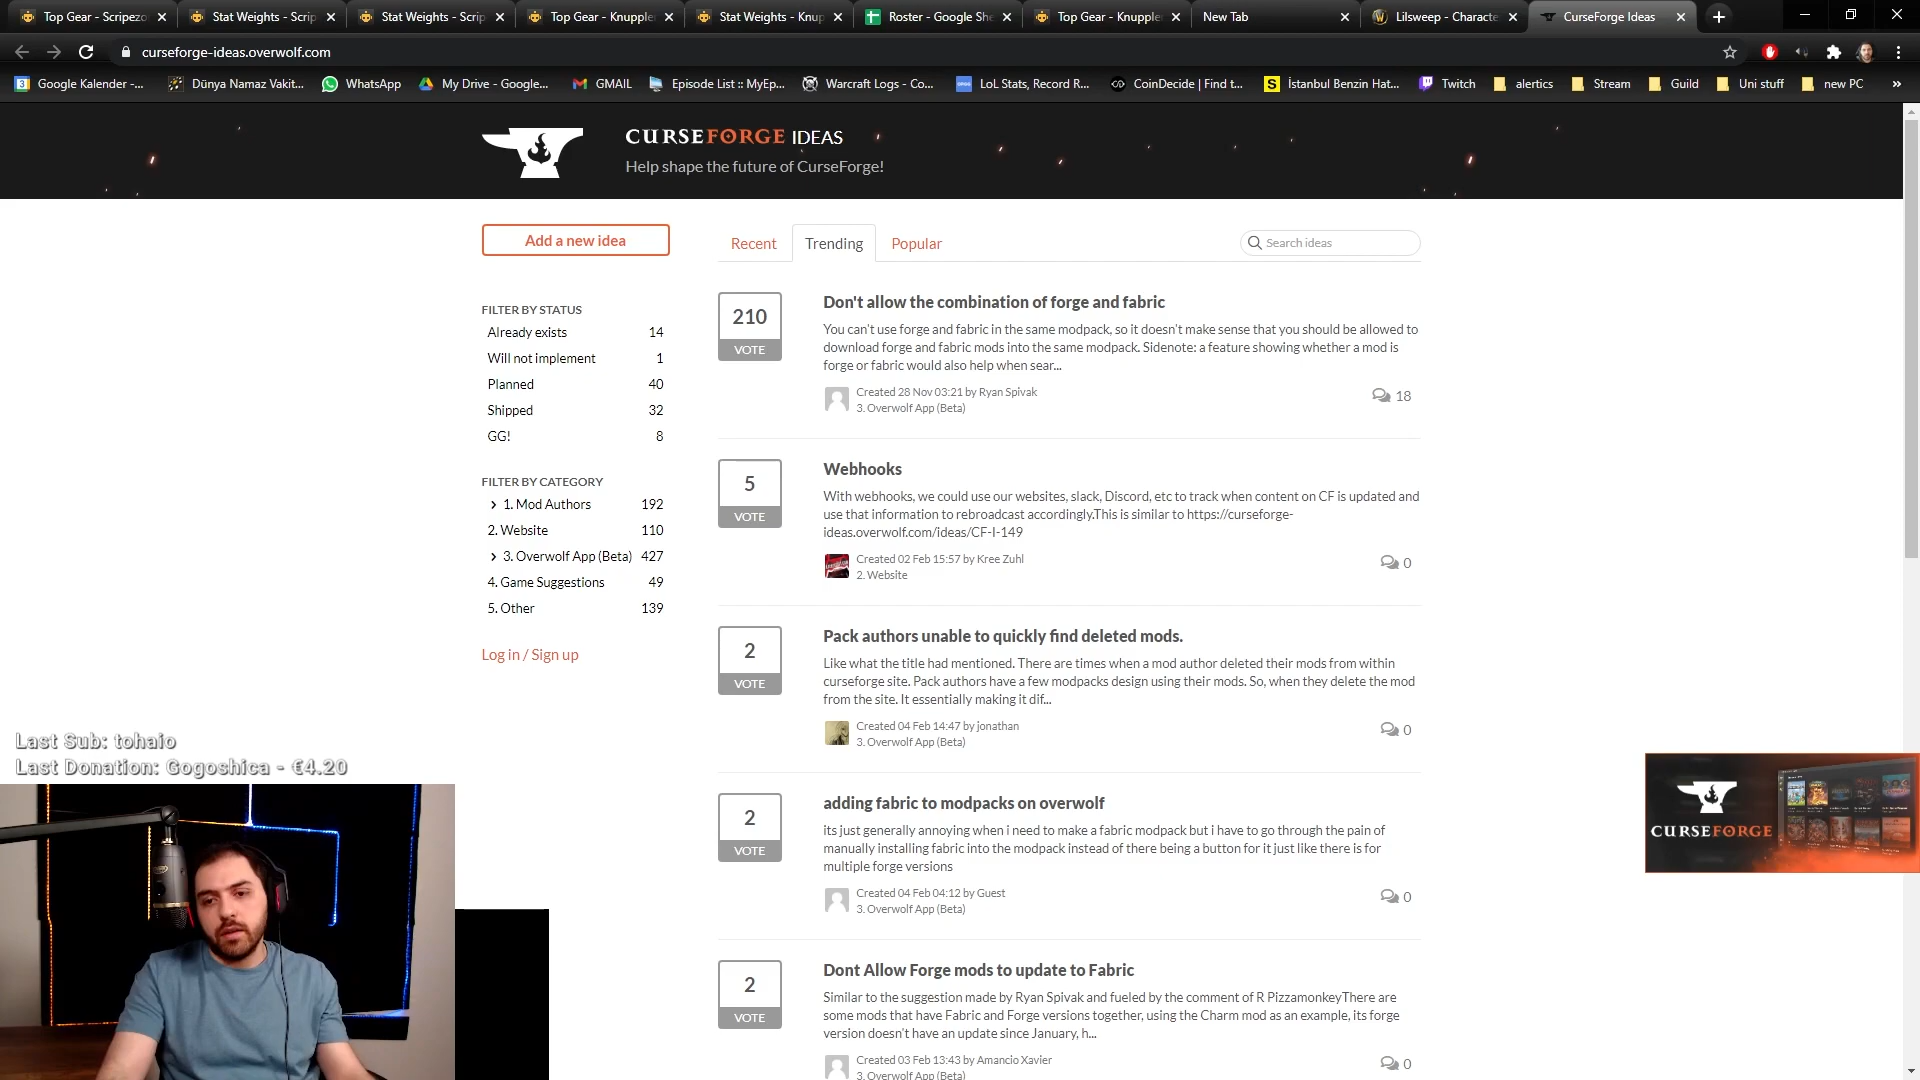 Top Gear - Scripezo
Stat Weights - Scrip
Stat Weights - Scrip
Top Gear - Knuppler
Stat Weights - Knup
Roster - Google She
Top Gear - Knuppler
New Tab
Lilsweep - Characte
CurseForge Ideas
curseforge-ideas.overwolf.com
Google Kalender -...
Dünya Namaz Vakit...
WhatsApp
My Drive - Google...
GMAIL
Episode List :: MyEp...
Warcraft Logs - Co...
LoL Stats, Record R...
CoinDecide | Find t...
İstanbul Benzin Hat...
Twitch
alertics
Stream
Guild
Uni stuff
new PC
»
CURSEFORGE IDEAS
Help shape the future of CurseForge!
Add a new idea
Recent
Trending
Popular
Search ideas
FILTER BY STATUS
Already exists 14
Will not implement 1
Planned 40
Shipped 32
GG! 8
FILTER BY CATEGORY
1. Mod Authors 192
2. Website 110
3. Overwolf App (Beta) 427
4. Game Suggestions 49
5. Other 139
Log in / Sign up
210
VOTE
Don't allow the combination of forge and fabric
You can't use forge and fabric in the same modpack, so it doesn't make sense that you should be allowed to
download forge and fabric mods into the same modpack. Sidenote: a feature showing whether a mod is
forge or fabric would also help when sear...
Created 28 Nov 03:21 by Ryan Spivak
3. Overwolf App (Beta)
18
5
VOTE
Webhooks
With webhooks, we could use our websites, slack, Discord, etc to track when content on CF is updated and
use that information to rebroadcast accordingly.This is similar to https://curseforge-
ideas.overwolf.com/ideas/CF-I-149
Created 02 Feb 15:57 by Kree Zuhl
2. Website
0
2
VOTE
Pack authors unable to quickly find deleted mods.
Like what the title had mentioned. There are times when a mod author deleted their mods from within
curseforge site. Pack authors have a few modpacks design using their mods. So, when they delete the mod
from the site. It essentially making it dif...
Created 04 Feb 14:47 by jonathan
3. Overwolf App (Beta)
0
2
VOTE
adding fabric to modpacks on overwolf
its just generally annoying when i need to make a fabric modpack but i have to go through the pain of
manually installing fabric into the modpack instead of there being a button for it just like there is for
multiple forge versions
Created 04 Feb 04:12 by Guest
3. Overwolf App (Beta)
0
2
VOTE
Dont Allow Forge mods to update to Fabric
Similar to the suggestion made by Ryan Spivak and fueled by the comment of R PizzamonkeyThere are
some mods that have Fabric and Forge versions together, using the Charm mod as an example, its forge
version doesn't have an update since January, h...
Created 03 Feb 13:43 by Amancio Xavier
3. Overwolf App (Beta)
0
Last Sub: tohaio
Last Donation: Gogoshica - €4.20
CURSEFORGE